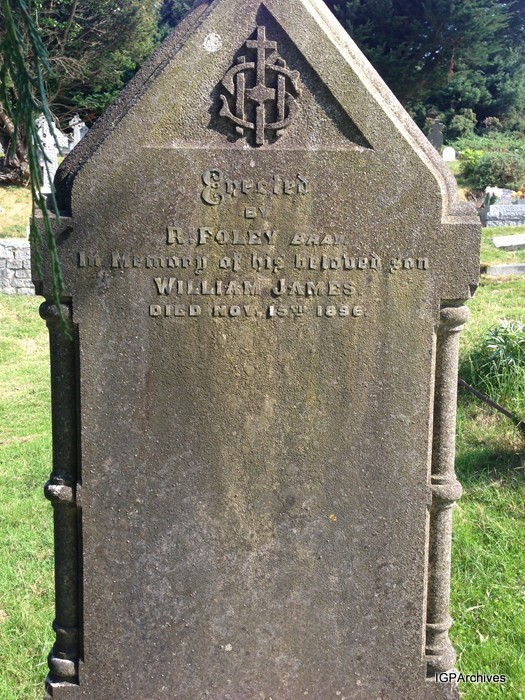 IHS
Erected
BY
R. FOLEY BRAY
In Memory of his beloved son
WILLIAM JAMES
DIED NOV. 15TH 1896.
IGPArchives